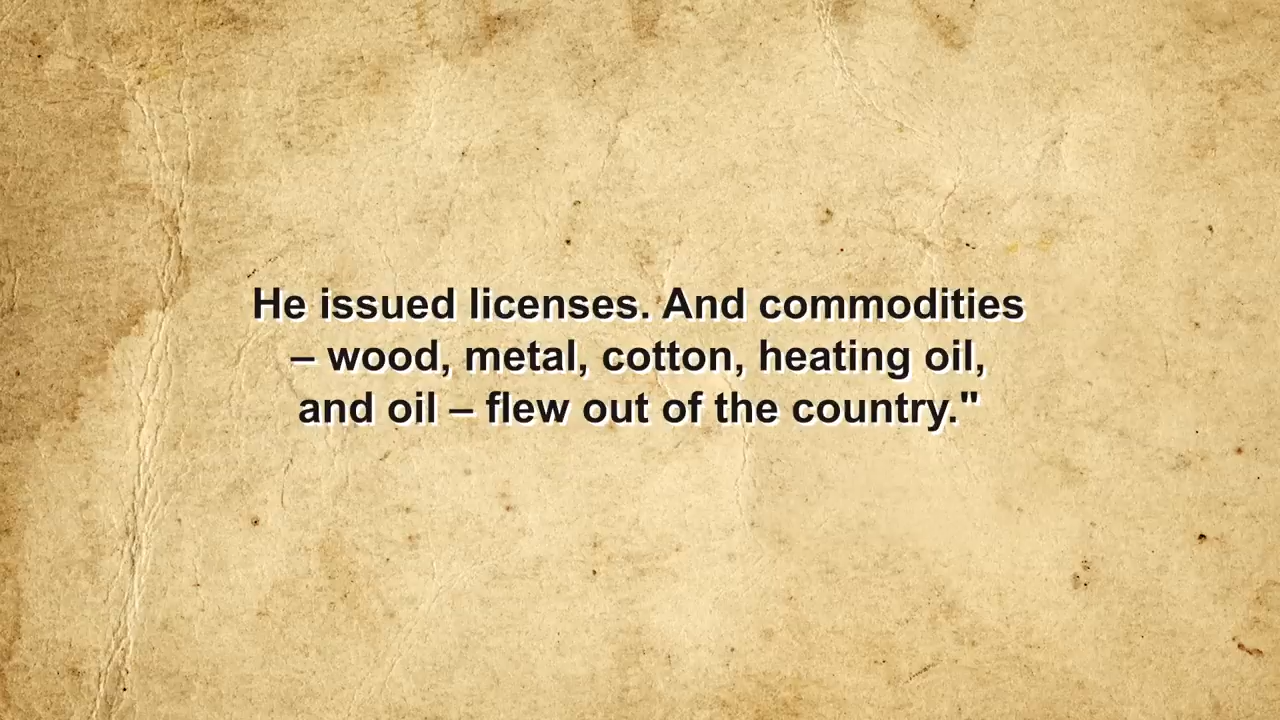 He issued licenses. And commodities
– wood, metal, cotton, heating oil,
and oil – flew out of the country."